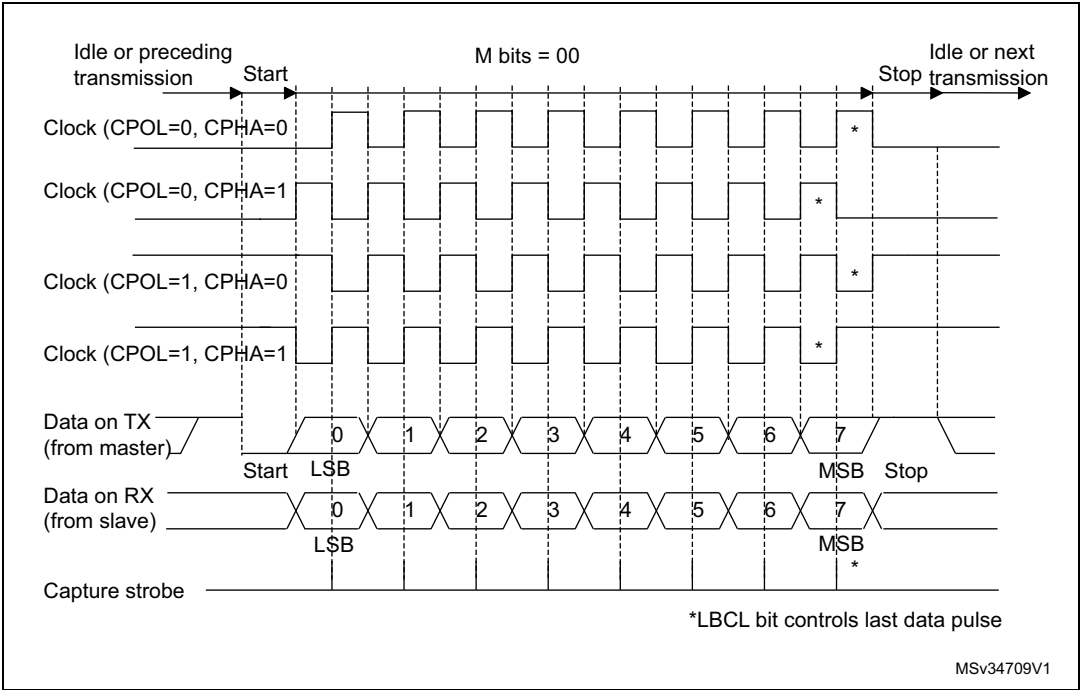 Idle or preceding
transmission
Start
M bits = 00
Stop
Idle or next
transmission
Clock (CPOL=0, CPHA=0
*
Clock (CPOL=0, CPHA=1
*
Clock (CPOL=1, CPHA=0
*
Clock (CPOL=1, CPHA=1
*
Data on TX
(from master)
0 1 2 3 4 5 6 7
Start LSB MSB Stop
Data on RX
(from slave)
0 1 2 3 4 5 6 7
LSB MSB
*
Capture strobe
*LBCL bit controls last data pulse
MSv34709V1